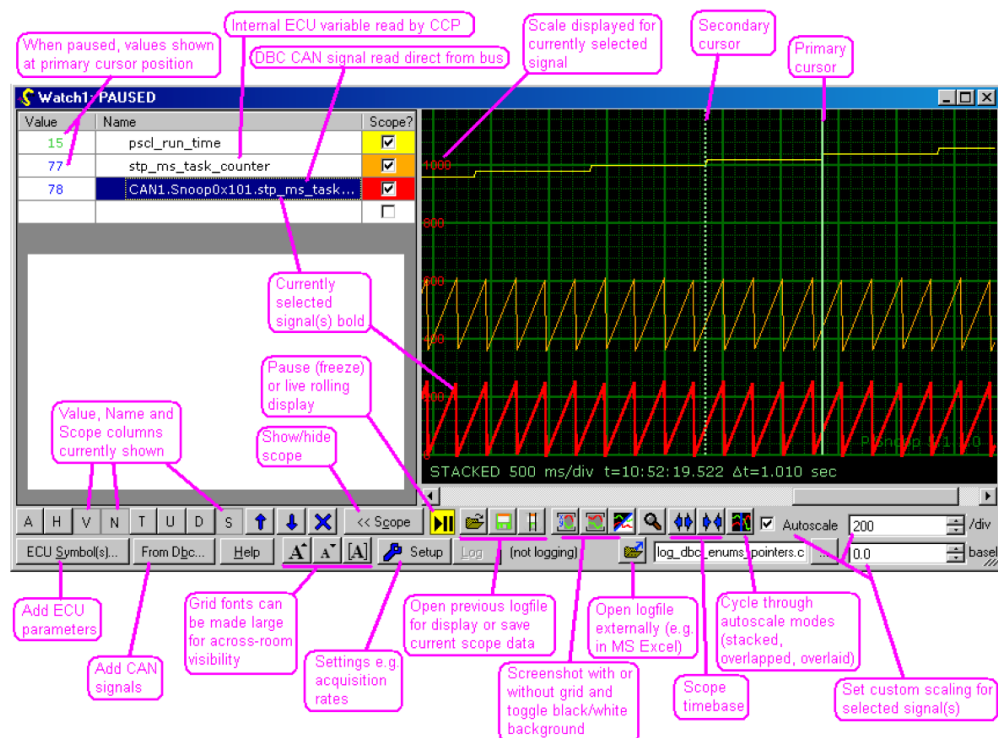 Internal ECU variable read by CCP
When paused, values shown
at primary cursor position
DBC CAN signal read direct from bus
Scale displayed for
currently selected
signal
Secondary
cursor
Primary
cursor
Watch1: PAUSED
Value Name Scope?
15 pscl_run_time
77 stp_ms_task_counter
78 CAN1.Snoop0x101.stp_ms_task...
1000
800
600
400
200
STACKED 500 ms/div t=10:52:19.522 Δt=1.010 sec
Currently
selected
signal(s) bold
Pause (freeze)
or live rolling
display
Value, Name and
Scope columns
currently shown
Show/hide
scope
A H V N T U D S << Scope Autoscale 200 /div
ECU Symbol(s)... From Dbc... Help A A [A] Setup Log (not logging) log_dbc_enums_pointers.c ... 0.0 basel
Add ECU
parameters
Add CAN
signals
Grid fonts can
be made large
for across-room
visibility
Settings e.g.
acquisition
rates
Open previous logfile
for display or save
current scope data
Screenshot with or
without grid and
toggle black/white
background
Open logfile
externally (e.g.
in MS Excel)
Scope
timebase
Cycle through
autoscale modes
(stacked,
overlapped, overlaid)
Set custom scaling for
selected signal(s)